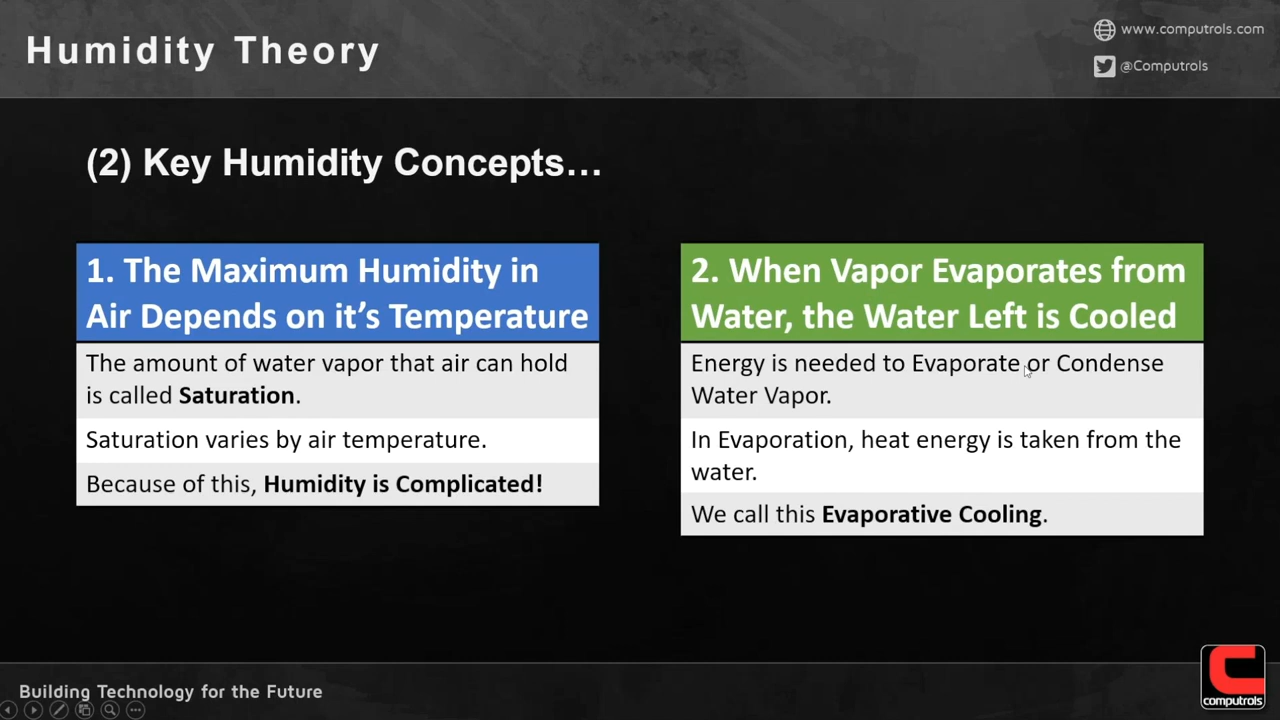 Humidity Theory
www.computrols.com
@Computrols
(2) Key Humidity Concepts...
1. The Maximum Humidity in
Air Depends on it's Temperature
The amount of water vapor that air can hold
is called Saturation.
Saturation varies by air temperature.
Because of this, Humidity is Complicated!
2. When Vapor Evaporates from
Water, the Water Left is Cooled
Energy is needed to Evaporate or Condense
Water Vapor.
In Evaporation, heat energy is taken from the
water.
We call this Evaporative Cooling.
Building Technology for the Future
computrols